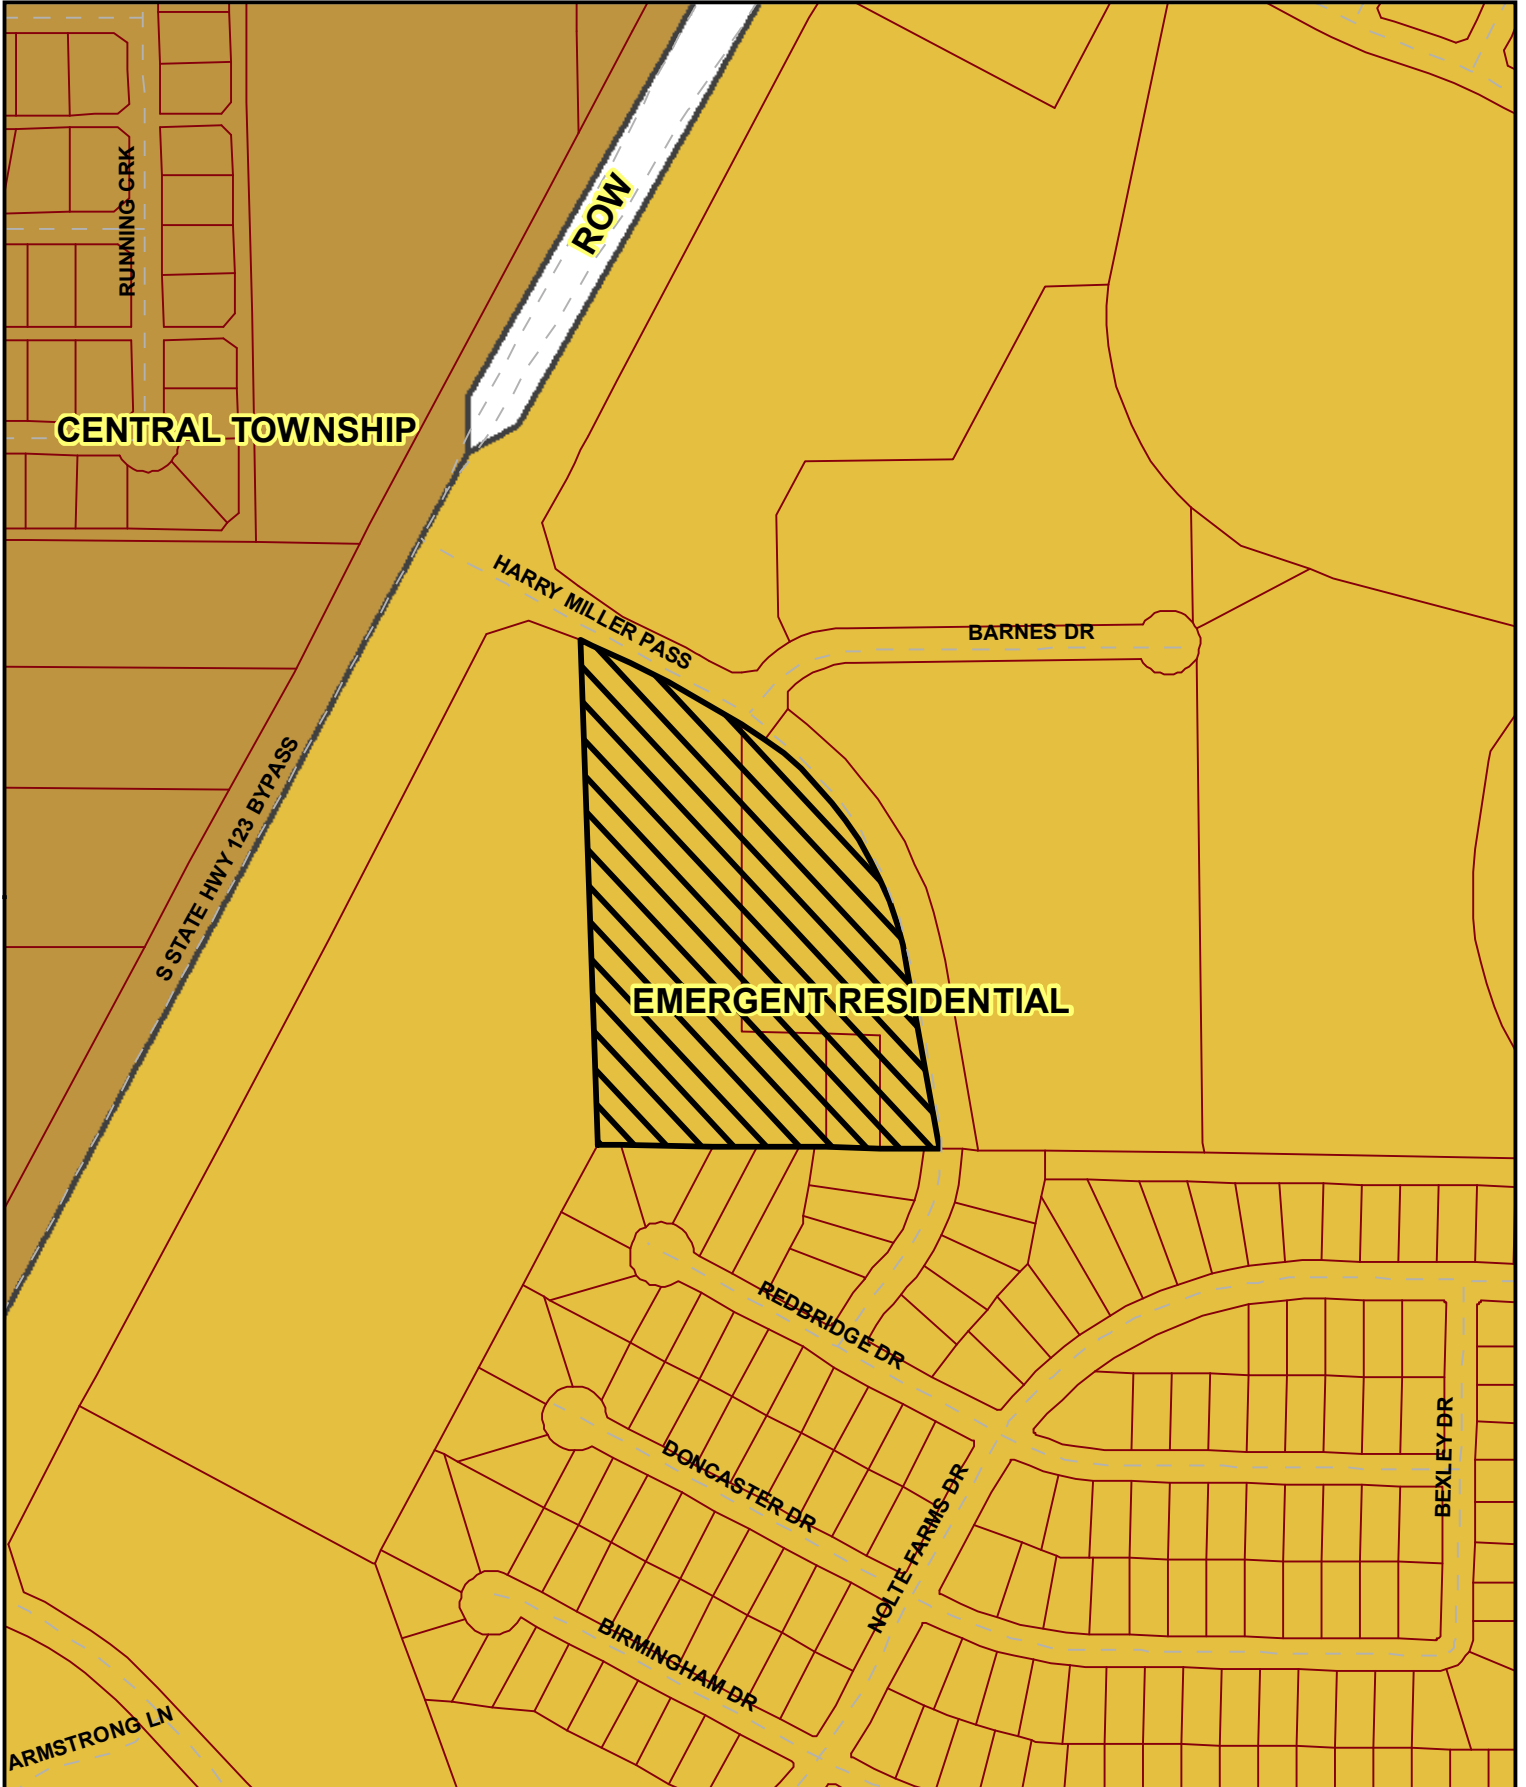 RUNNING CRK
ROW
CENTRAL TOWNSHIP
HARRY MILLER PASS
BARNES DR
S STATE HWY 123 BYPASS
EMERGENT RESIDENTIAL
REDBRIDGE DR
DONCASTER DR
BEXLEY DR
NOLTE FARMS DR
BIRMINGHAM DR
ARMSTRONG LN